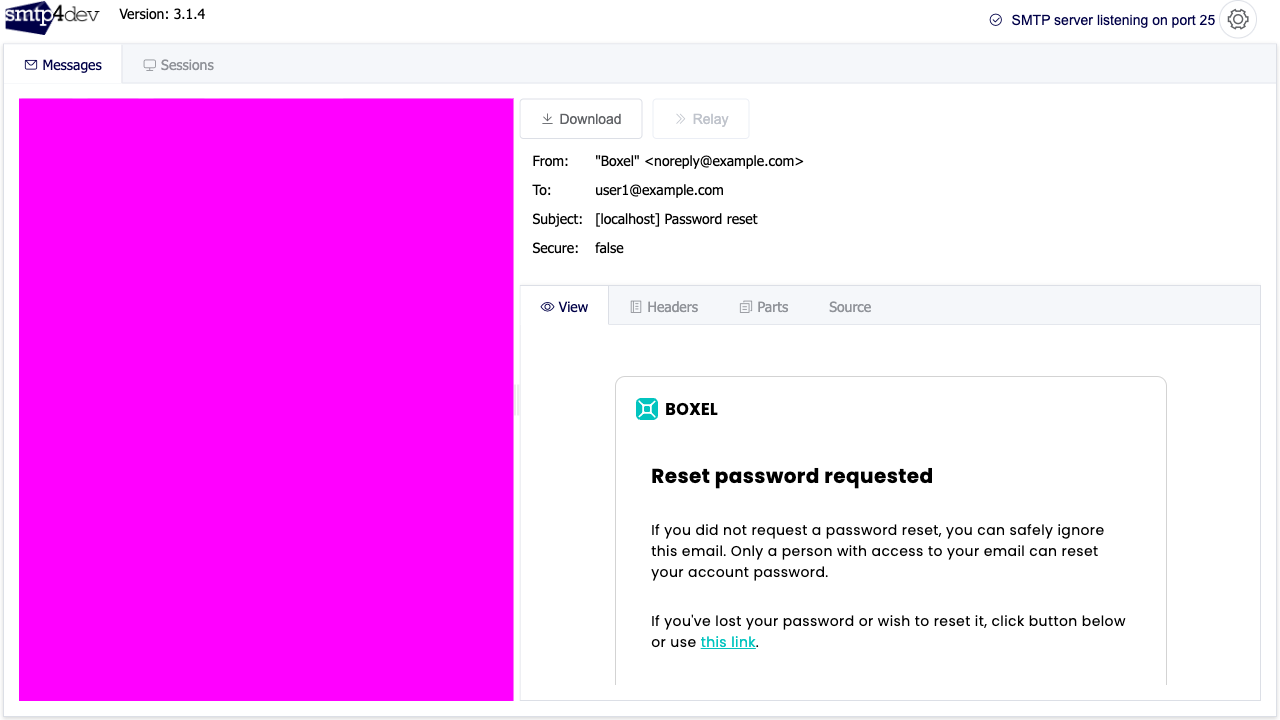 smtp4dev
Version: 3.1.4
SMTP server listening on port 25
Messages
Sessions
Download
Relay
From: "Boxel" <noreply@example.com>
To: user1@example.com
Subject: [localhost] Password reset
Secure: false
View
Headers
Parts
Source
BOXEL
Reset password requested
If you did not request a password reset, you can safely ignore
this email. Only a person with access to your email can reset
your account password.
If you've lost your password or wish to reset it, click button below
or use this link.